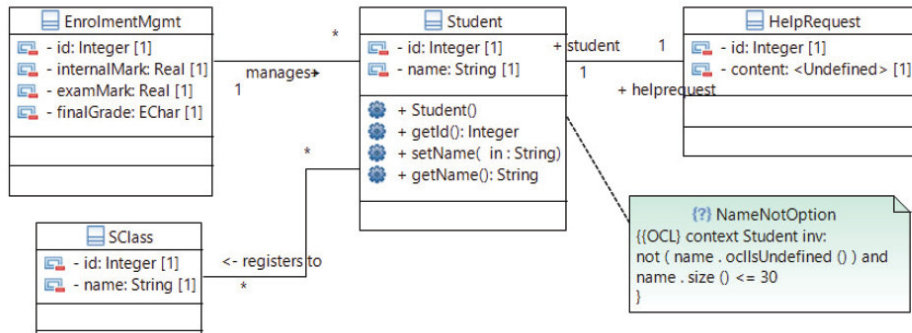 EnrolmentMgmt
- id: Integer [1]
- internalMark: Real [1]
- examMark: Real [1]
- finalGrade: EChar [1]
*
manages+
1
Student
- id: Integer [1]
- name: String [1]
+ Student()
+ getId(): Integer
+ setName( in : String)
+ getName(): String
+ student
1
1
+ helprequest
HelpRequest
- id: Integer [1]
- content: <Undefined> [1]
*
<- registers to
*
SClass
- id: Integer [1]
- name: String [1]
{?} NameNotOption
{{OCL} context Student inv:
not ( name . oclIsUndefined () ) and
name . size () <= 30
}